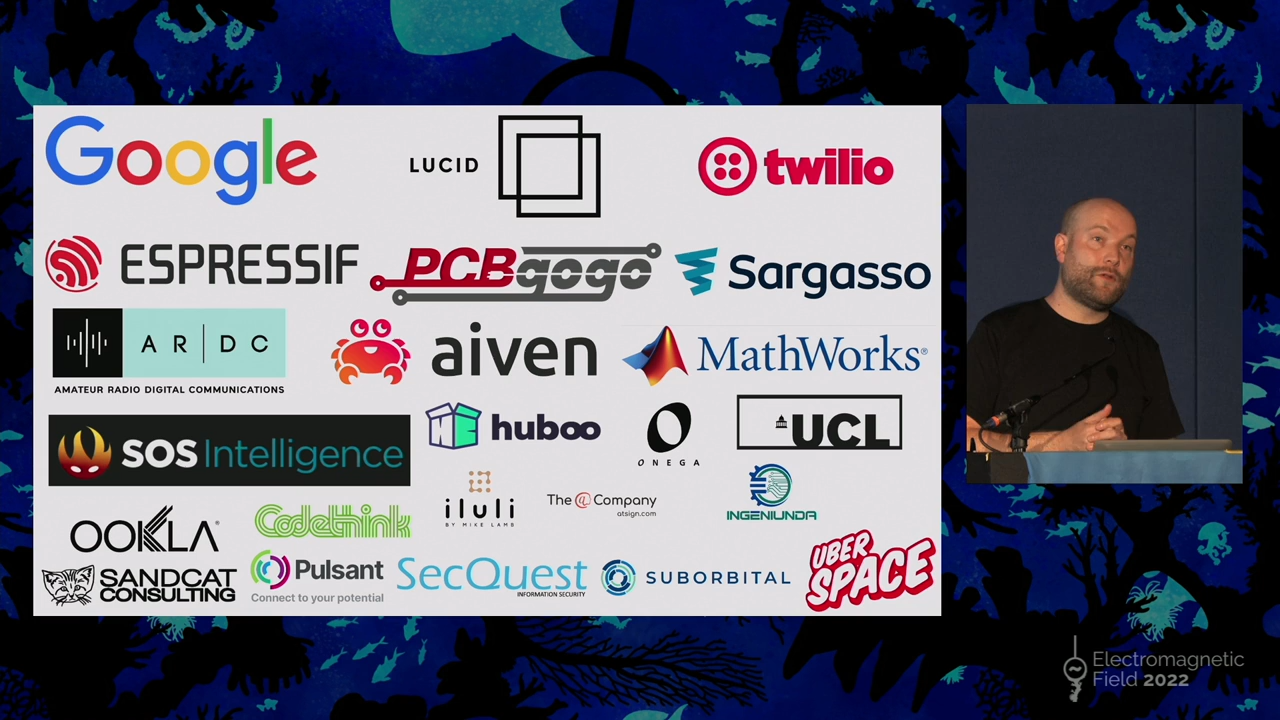 Google
LUCID
twilio
ESPRESSIF
PCBgogo
Sargasso
AR|DC
AMATEUR RADIO DIGITAL COMMUNICATIONS
aiven
MathWorks®
SOS Intelligence
huboo
ONEGA
UCL
OOKLA®
Codethink
iluli
BY MIKE LAMB
The @ Company
atsign.com
INGENIUNDA
SANDCAT
CONSULTING
Pulsant
Connect to your potential
SecQuest
INFORMATION SECURITY
SUBORBITAL
UBER
SPACE
Electromagnetic
Field 2022